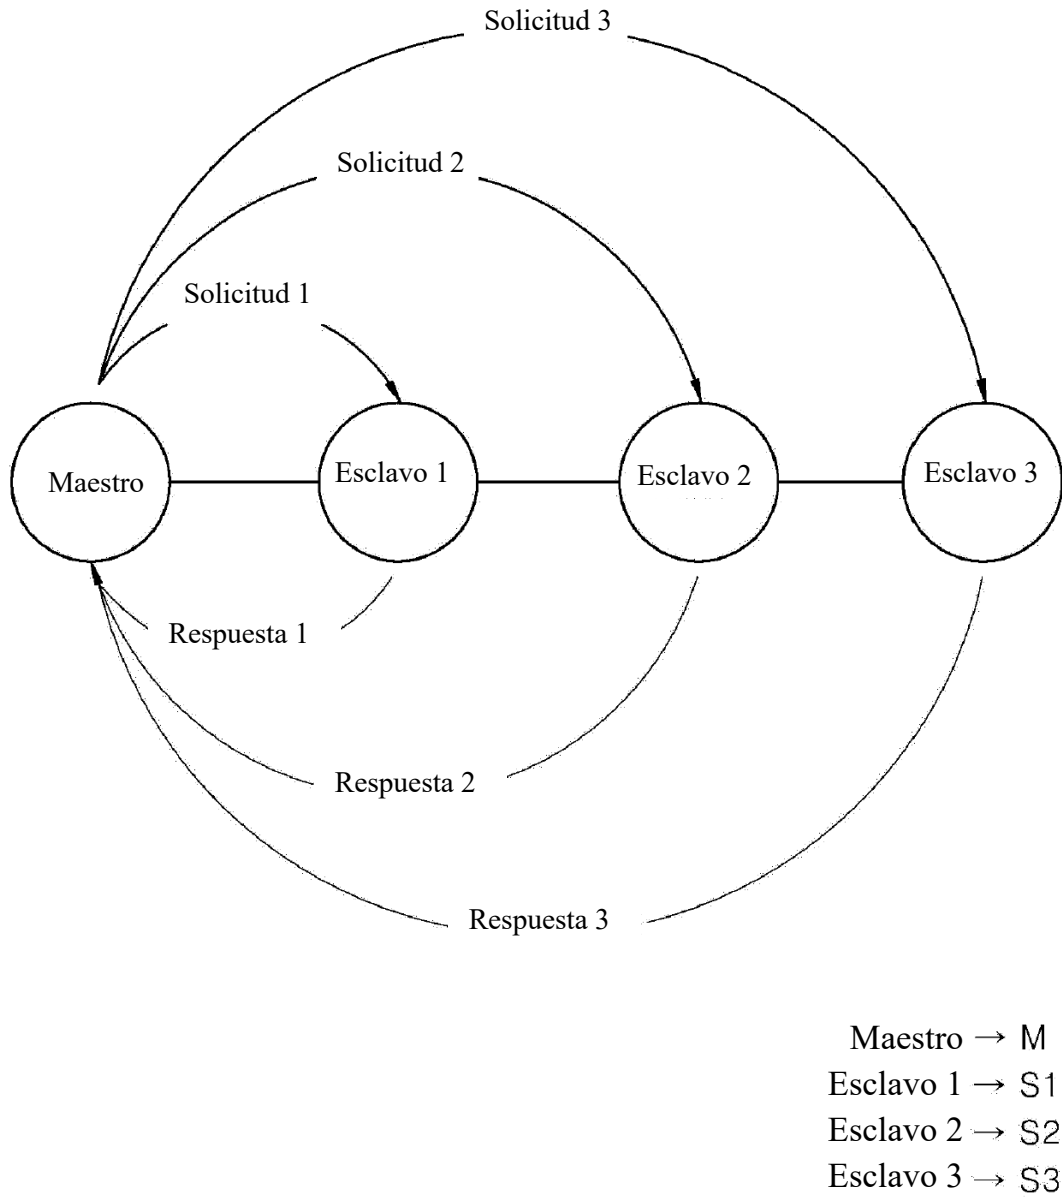 Solicitud 3
Solicitud 2
Solicitud 1
Maestro
Esclavo 1
Esclavo 2
Esclavo 3
Respuesta 1
Respuesta 2
Respuesta 3
Maestro → M
Esclavo 1 → S1
Esclavo 2 → S2
Esclavo 3 → S3